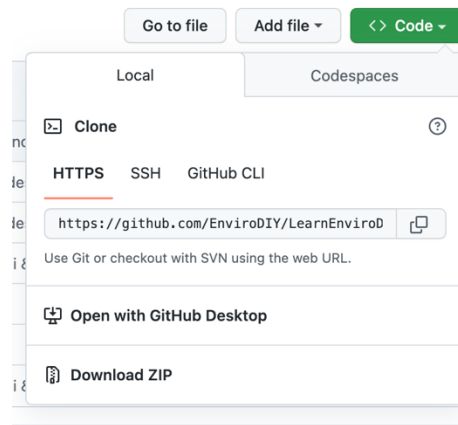 Go to file Add file <> Code
Local Codespaces
Clone
HTTPS SSH GitHub CLI
https://github.com/EnviroDIY/LearnEnviroD
Use Git or checkout with SVN using the web URL.
Open with GitHub Desktop
Download ZIP